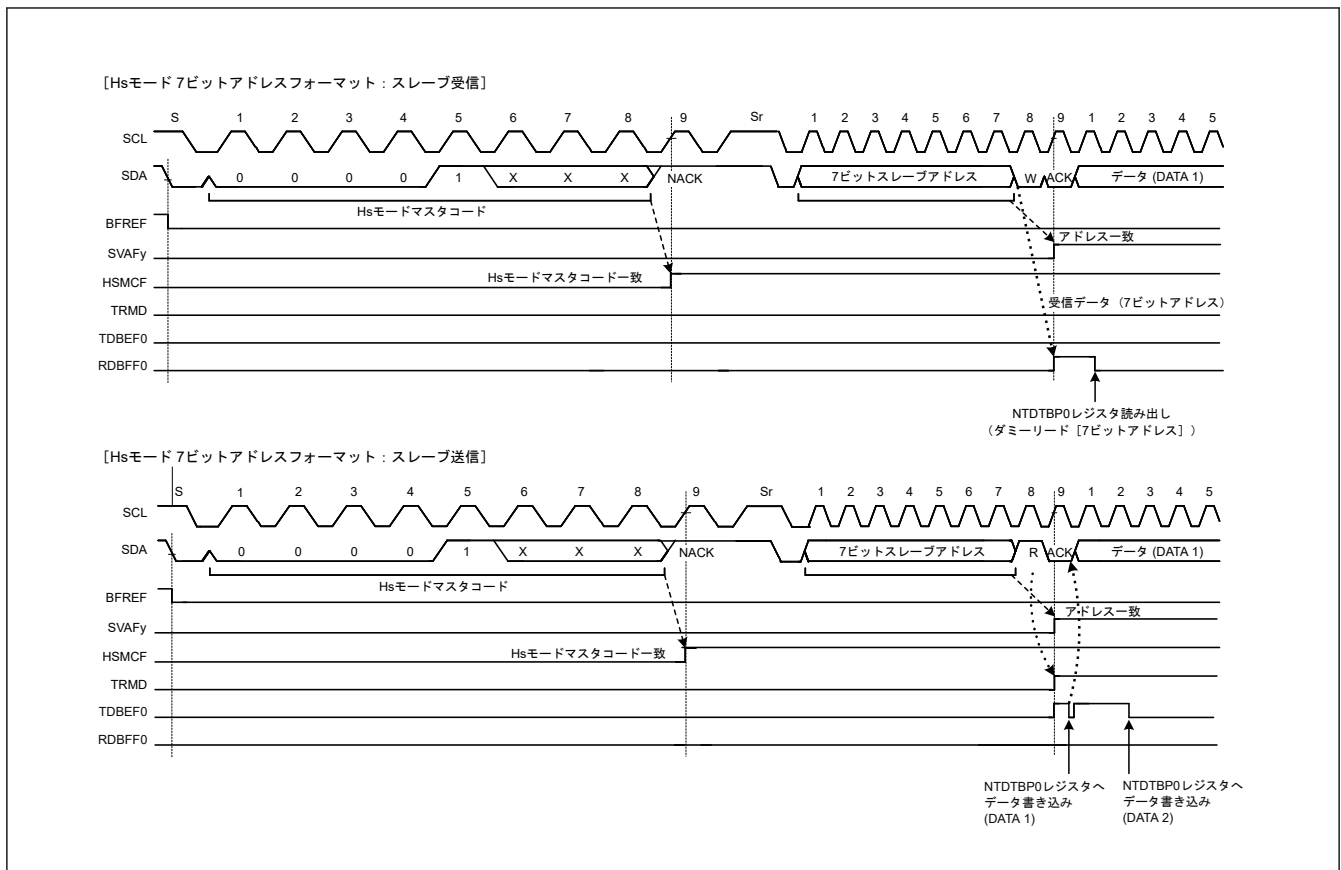 [Hsモード 7ビットアドレスフォーマット：スレーブ受信]
S 1 2 3 4 5 6 7 8 9 Sr 1 2 3 4 5 6 7 8 9 1 2 3 4 5
SCL
SDA 0 0 0 0 1 X X X NACK 7ビットスレーブアドレス W ACK データ (DATA 1)
Hsモードマスタコード
BFREF
アドレス一致
SVAFy
HSMCF Hsモードマスタコード一致
TRMD 受信データ（7ビットアドレス）
TDBEF0
RDBFF0
NTDTBP0レジスタ読み出し
（ダミーリード［7ビットアドレス］）
[Hsモード 7ビットアドレスフォーマット：スレーブ送信]
S 1 2 3 4 5 6 7 8 9 Sr 1 2 3 4 5 6 7 8 9 1 2 3 4 5
SCL
SDA 0 0 0 0 1 X X X NACK 7ビットスレーブアドレス R ACK データ (DATA 1)
Hsモードマスタコード
BFREF
アドレス一致
SVAFy
HSMCF Hsモードマスタコード一致
TRMD
TDBEF0
RDBFF0
NTDTBP0レジスタへ
データ書き込み
(DATA 1)
NTDTBP0レジスタへ
データ書き込み
(DATA 2)